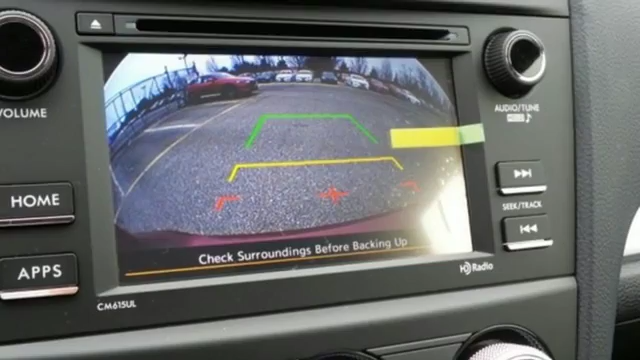 VOLUME
AUDIO/TUNE
HOME
SEEK/TRACK
APPS
Check Surroundings Before Backing Up
HD Radio
CM615UL